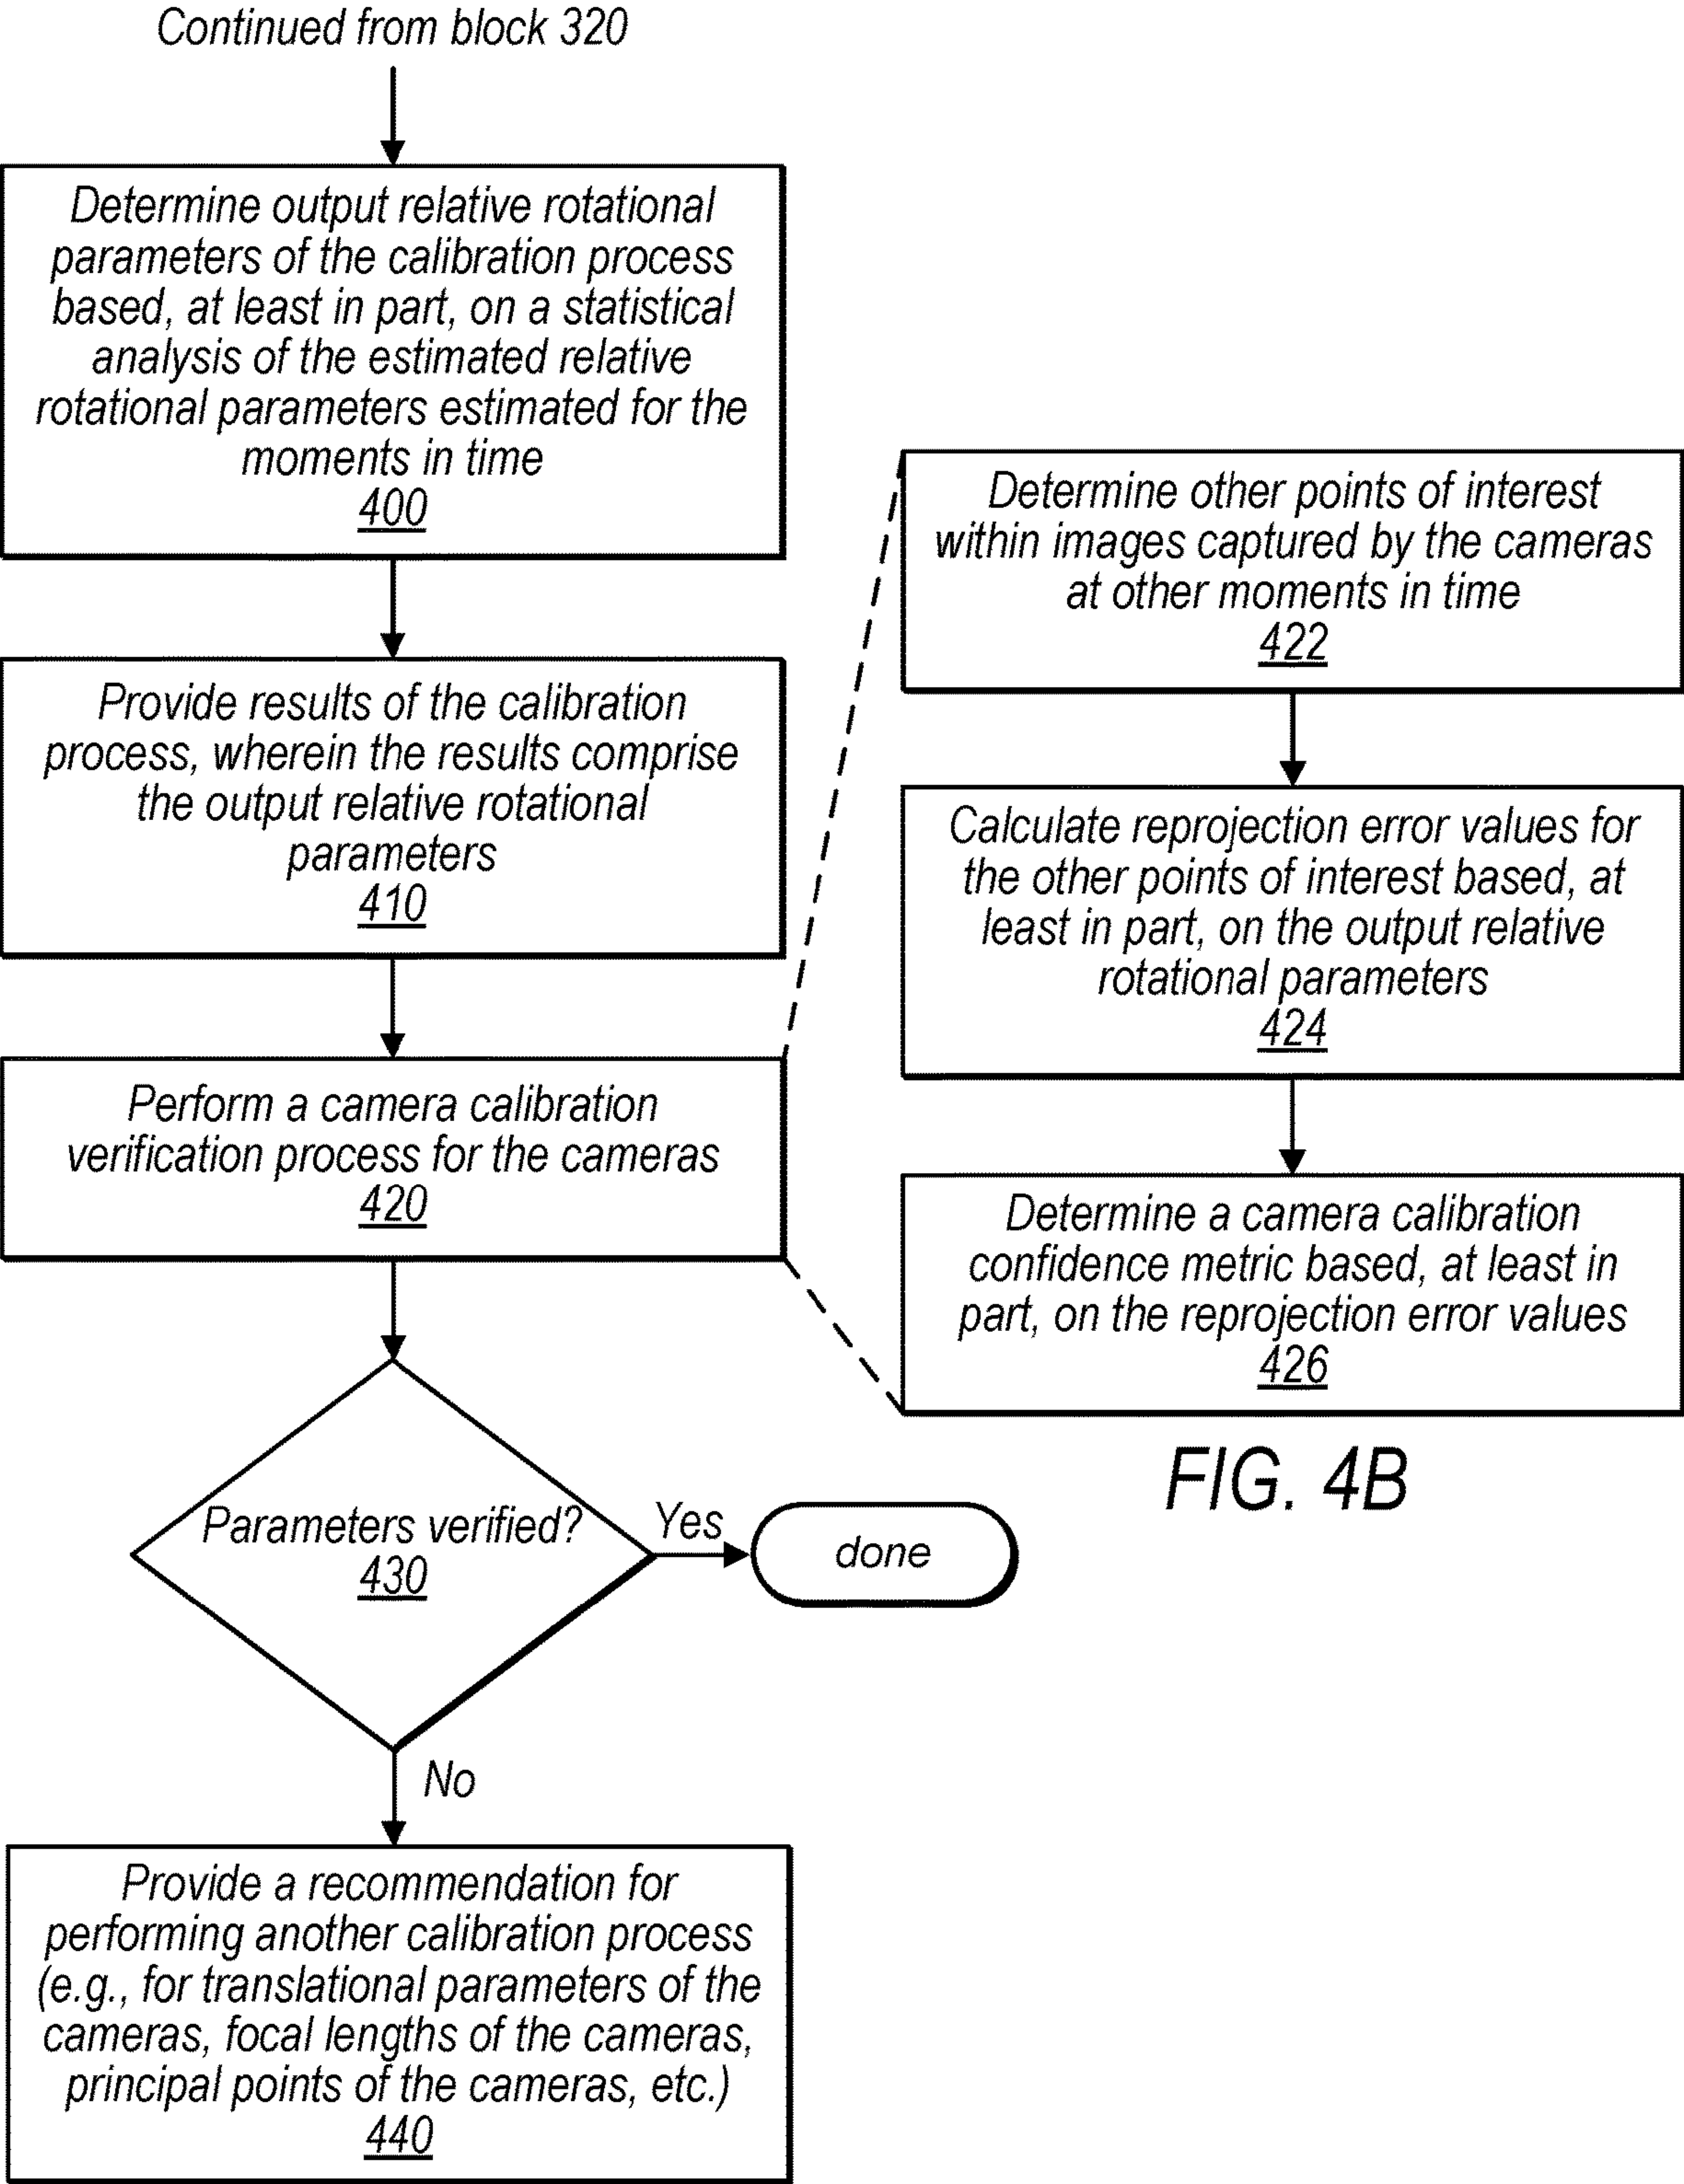 Continued from block 320
Determine output relative rotational
parameters of the calibration process
based, at least in part, on a statistical
analysis of the estimated relative
rotational parameters estimated for the
moments in time
400
Provide results of the calibration
process, wherein the results comprise
the output relative rotational
parameters
410
Perform a camera calibration
verification process for the cameras
420
Determine other points of interest
within images captured by the cameras
at other moments in time
422
Calculate reprojection error values for
the other points of interest based, at
least in part, on the output relative
rotational parameters
424
Determine a camera calibration
confidence metric based, at least in
part, on the reprojection error values
426
Parameters verified?
430
Yes
done
No
Provide a recommendation for
performing another calibration process
(e.g., for translational parameters of the
cameras, focal lengths of the cameras,
principal points of the cameras, etc.)
440
FIG. 4B